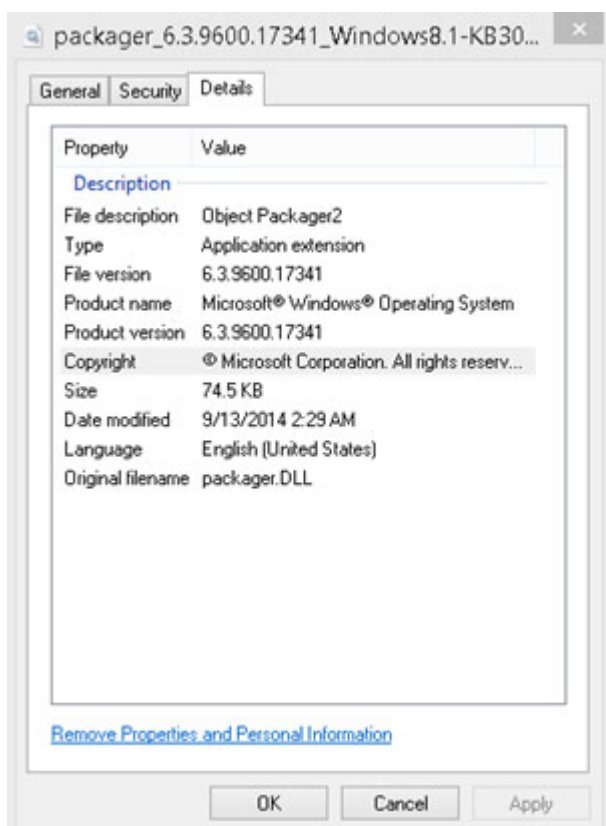 packager_6.3.9600.17341_Windows8.1-KB30...
General Security Details
Property Value
Description
File description Object Packager2
Type Application extension
File version 6.3.9600.17341
Product name Microsoft® Windows® Operating System
Product version 6.3.9600.17341
Copyright © Microsoft Corporation. All rights reserv...
Size 74.5 KB
Date modified 9/13/2014 2:29 AM
Language English (United States)
Original filename packager.DLL
Remove Properties and Personal Information
OK Cancel Apply